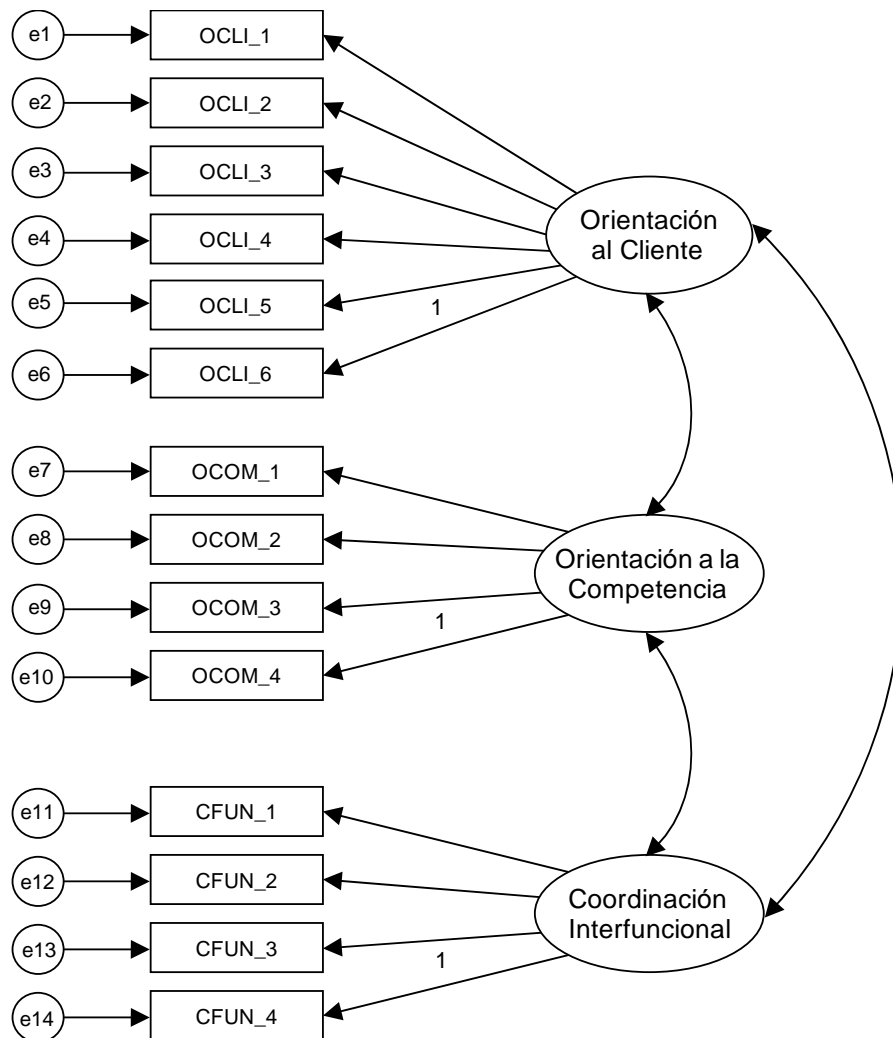 e1
OCLI_1
e2
OCLI_2
e3
OCLI_3
Orientación
al Cliente
e4
OCLI_4
e5
OCLI_5
1
e6
OCLI_6
e7
OCOM_1
e8
OCOM_2
Orientación a la
Competencia
e9
OCOM_3
1
e10
OCOM_4
e11
CFUN_1
e12
CFUN_2
Coordinación
Interfuncional
e13
CFUN_3
1
e14
CFUN_4